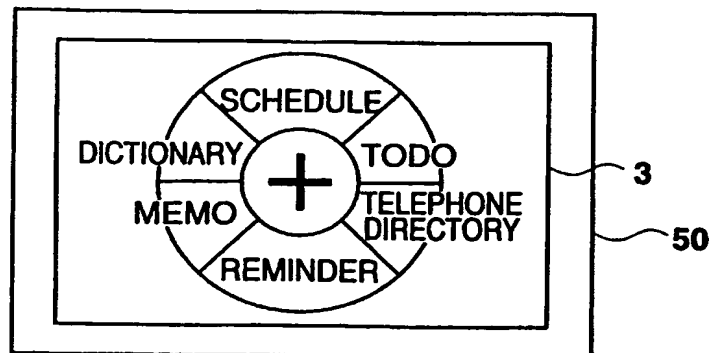 SCHEDULE
DICTIONARY
TODO
MEMO
TELEPHONE
DIRECTORY
REMINDER
3
50